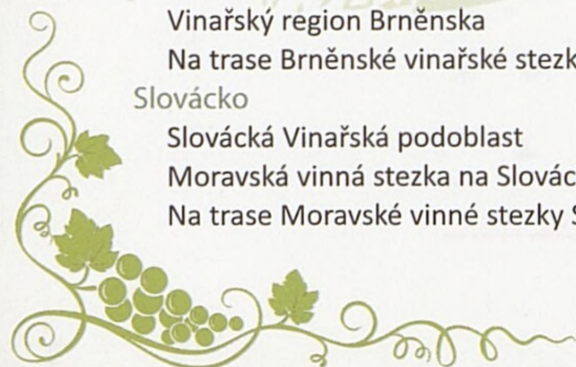 Vinařský region Brněnska
Na trase Brněnské vinařské stezk
Slovácko
Slovácká Vinařská podoblast
Moravská vinná stezka na Slovác
Na trase Moravské vinné stezky S